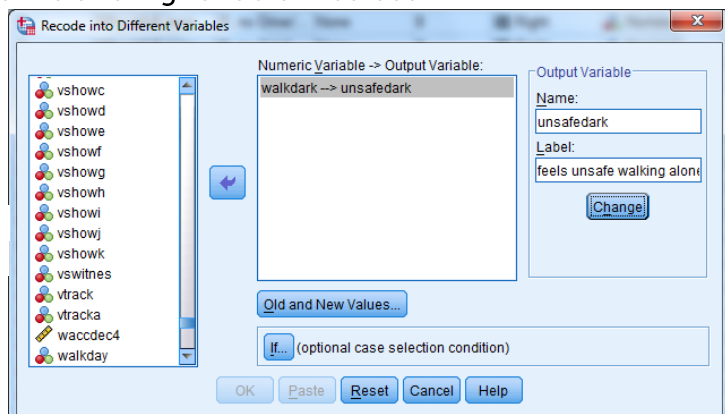 Recode into Different Variables
vshowc
vshowd
vshowe
vshowf
vshowg
vshowh
vshowi
vshowj
vshowk
vswitnes
vtrack
vtracka
waccdec4
walkday
Numeric Variable -> Output Variable:
walkdark --> unsafedark
Old and New Values...
If... (optional case selection condition)
Output Variable
Name:
unsafedark
Label:
feels unsafe walking alone
Change
OK Paste Reset Cancel Help